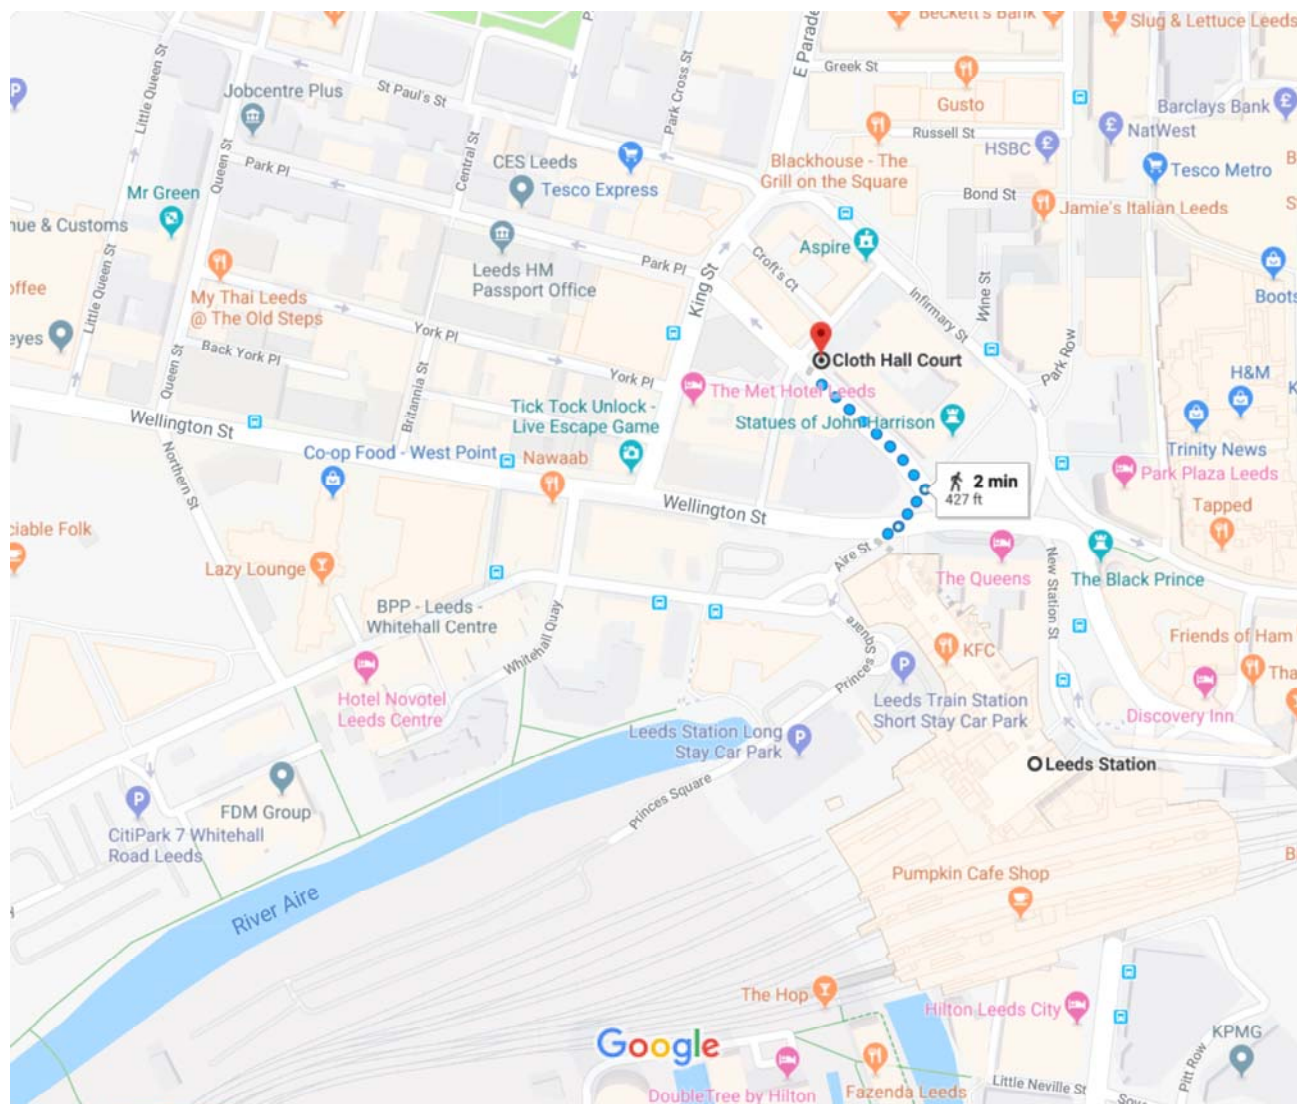 Beckett's Bank
Slug & Lettuce Leeds
E Parade
Greek St
Little Queen St
St Paul's St
Park Cross St
Jobcentre Plus
Gusto
Barclays Bank
Russell St
NatWest
HSBC
Queen St
Central St
CES Leeds
Tesco Express
Blackhouse - The
Grill on the Square
Tesco Metro
Park Pl
Mr Green
Bond St
Jamie's Italian Leeds
nue & Customs
Aspire
Croft's Ct
Leeds HM
Passport Office
Park Pl
King St
Infirmary St
Wine St
Boots
offee
My Thai Leeds
@ The Old Steps
Little Queen St
eyes
York Pl
Back York Pl
Park Row
Cloth Hall Court
H&M
Queen St
Britannia St
York Pl
The Met Hotel Leeds
Tick Tock Unlock -
Live Escape Game
Statues of John Harrison
Wellington St
Trinity News
Co-op Food - West Point
Nawaab
Northern St
Park Plaza Leeds
2 min
427 ft
Wellington St
Tapped
ciable Folk
Aire St
Lazy Lounge
The Queens
New Station St
The Black Prince
BPP - Leeds -
Whitehall Centre
Whitehall Quay
Princes Square
KFC
Friends of Ham
Tha
Hotel Novotel
Leeds Centre
Leeds Train Station
Short Stay Car Park
Discovery Inn
Leeds Station Long
Stay Car Park
Leeds Station
Princes Square
FDM Group
CitiPark 7 Whitehall
Road Leeds
Pumpkin Cafe Shop
River Aire
The Hop
Hilton Leeds City
Google
KPMG
Pitt Row
Little Neville St
DoubleTree by Hilton
Fazenda Leeds